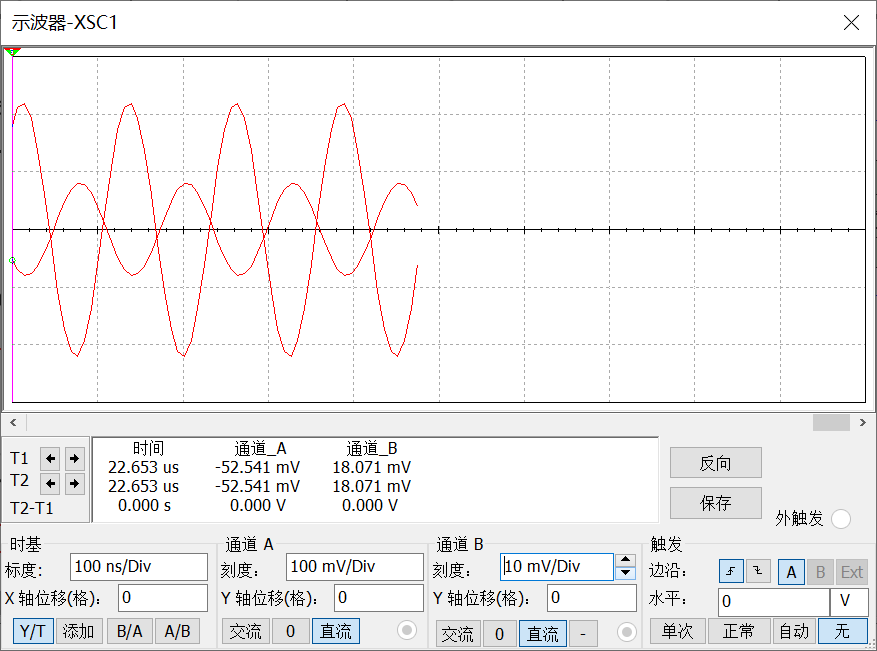 示波器-XSC1
时间 通道_A 通道_B
T1 22.653 us -52.541 mV 18.071 mV
T2 22.653 us -52.541 mV 18.071 mV
T2-T1 0.000 s 0.000 V 0.000 V
反向
保存
外触发
时基
标度: 100 ns/Div
X 轴位移(格): 0
Y/T 添加 B/A A/B
通道 A
刻度: 100 mV/Div
Y 轴位移(格): 0
交流 0 直流
通道 B
刻度: 10 mV/Div
Y 轴位移(格): 0
交流 0 直流 -
触发
边沿: A B Ext
水平: 0 V
单次 正常 自动 无